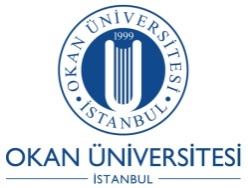 OKAN ÜNİVERSİTESİ
1999
• İSTANBUL •
OKAN ÜNİVERSİTESİ
İSTANBUL